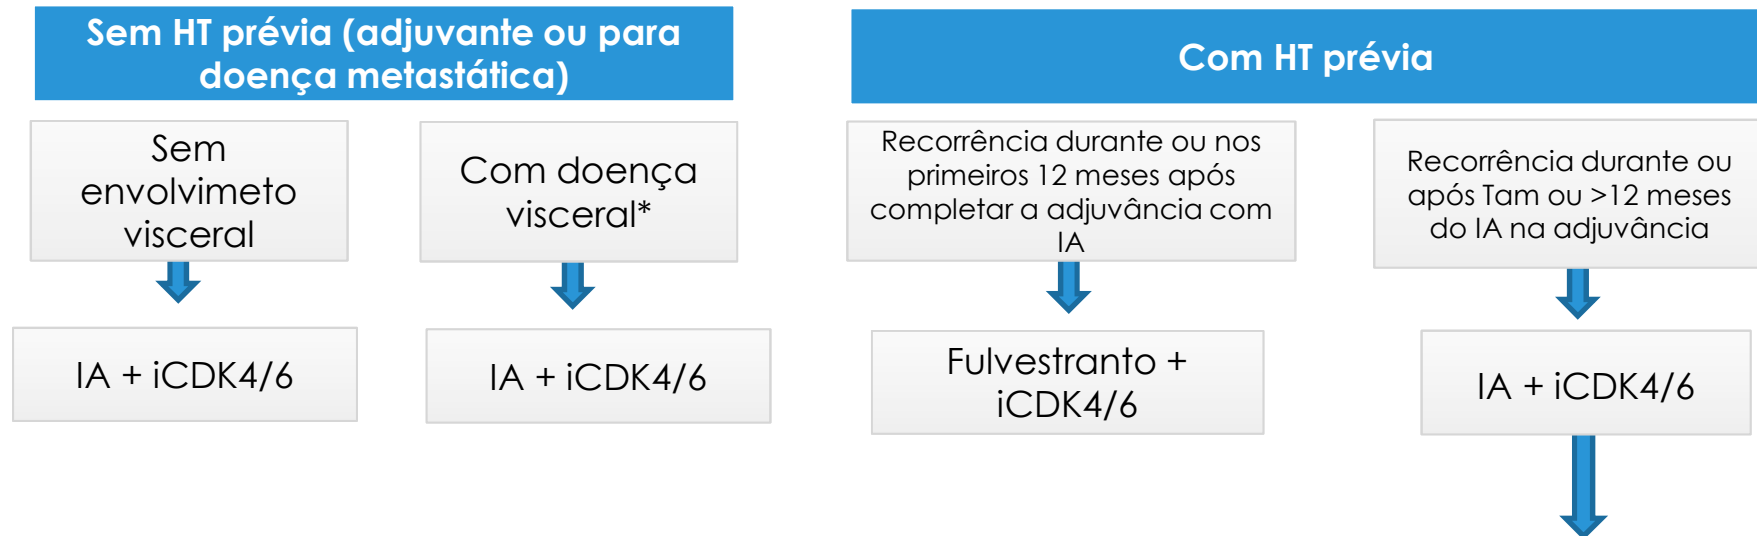 Sem HT prévia (adjuvante ou para
doença metastática)
Com HT prévia
Sem
envolvimeto
visceral
Com doença
visceral*
Recorrência durante ou nos
primeiros 12 meses após
completar a adjuvância com
IA
Recorrência durante ou
após Tam ou >12 meses
do IA na adjuvância
IA + iCDK4/6
IA + iCDK4/6
Fulvestranto +
iCDK4/6
IA + iCDK4/6